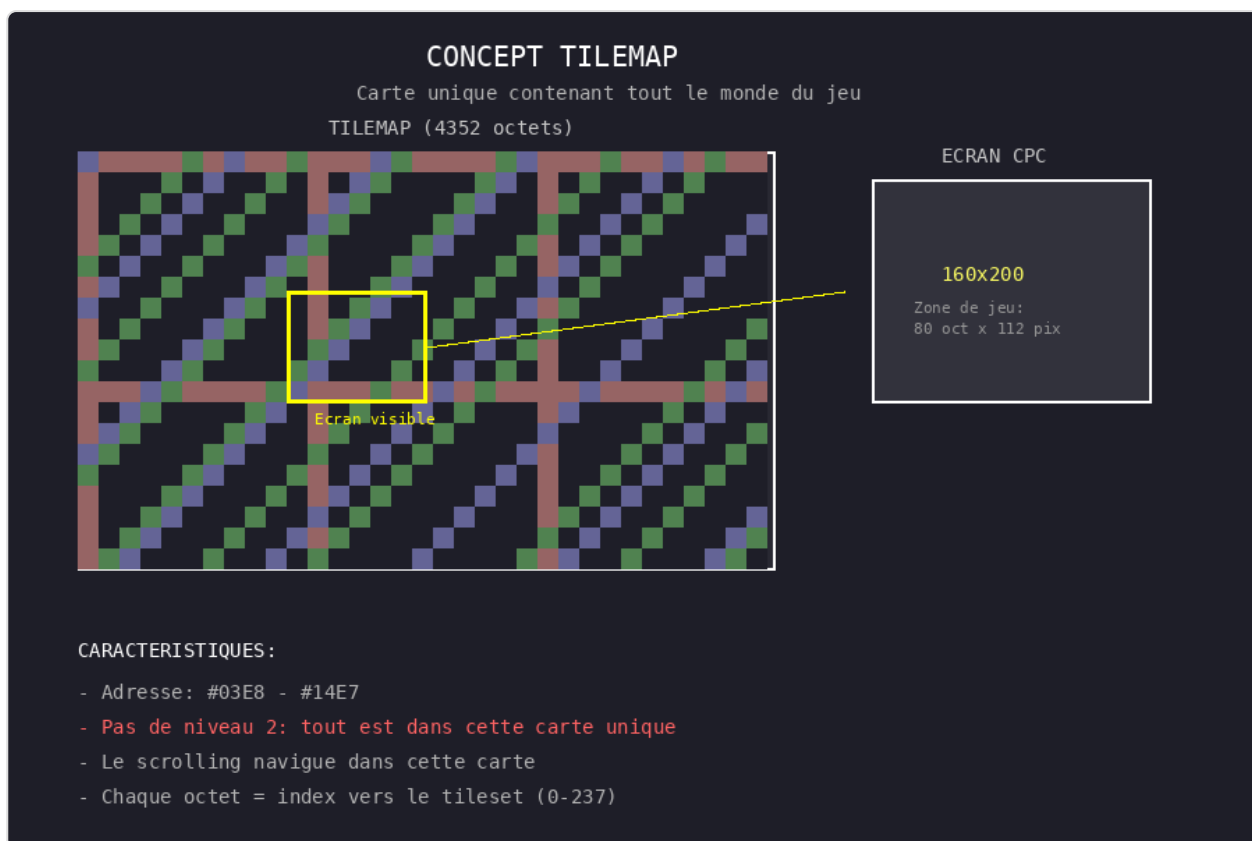 CONCEPT TILEMAP
Carte unique contenant tout le monde du jeu
TILEMAP (4352 octets)
ECRAN CPC
160x200
Zone de jeu:
80 oct x 112 pix
Ecran visible
CARACTERISTIQUES:
- Adresse: #03E8 - #14E7
- Pas de niveau 2: tout est dans cette carte unique
- Le scrolling navigue dans cette carte
- Chaque octet = index vers le tileset (0-237)